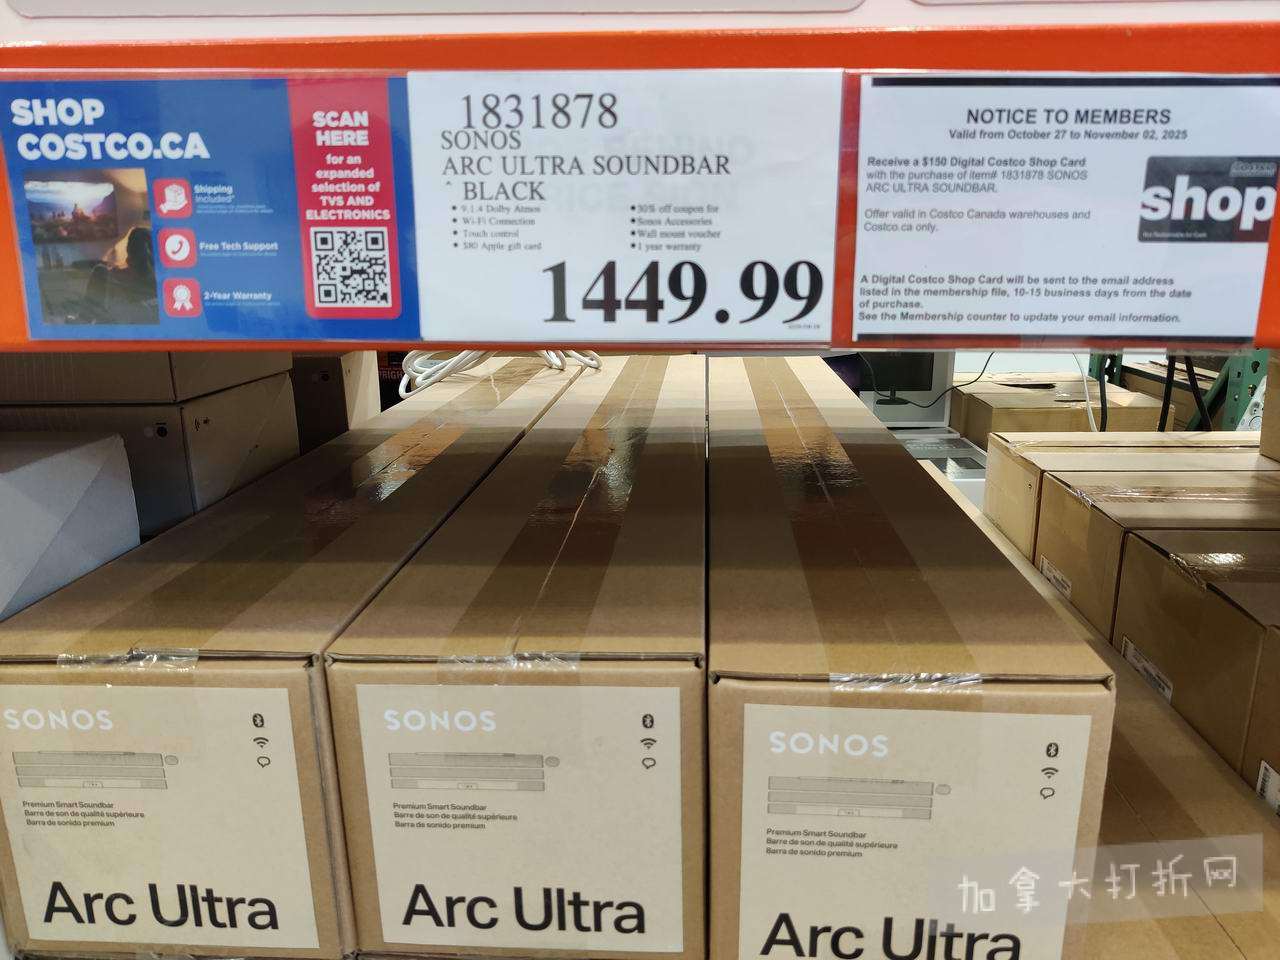 SHOP
COSTCO.CA
Shipping
Included*
Free Tech Support
2-Year Warranty
SCAN
HERE
for an
expanded
selection of
TVS AND
ELECTRONICS
1831878
SONOS
ARC ULTRA SOUNDBAR
BLACK
• 9.1.4 Dolby Atmos
• Wi-Fi Connection
• Touch control
• $80 Apple gift card
• 30% off coupon for
Sonos Accessories
• Wall mount voucher
• 1 year warranty
1449.99
NOTICE TO MEMBERS
Valid from October 27 to November 02, 2025
Receive a $150 Digital Costco Shop Card
with the purchase of item# 1831878 SONOS
ARC ULTRA SOUNDBAR.
Offer valid in Costco Canada warehouses and
Costco.ca only.
shop
A Digital Costco Shop Card will be sent to the email address
listed in the membership file, 10-15 business days from the date
of purchase.
See the Membership counter to update your email information.
SONOS
Premium Smart Soundbar
Barre de son de qualité supérieure
Barra de sonido premium
Arc Ultra
SONOS
Premium Smart Soundbar
Barre de son de qualité supérieure
Barra de sonido premium
Arc Ultra
SONOS
Premium Smart Soundbar
Barre de son de qualité supérieure
Barra de sonido premium
Arc Ultra
加拿大打折网